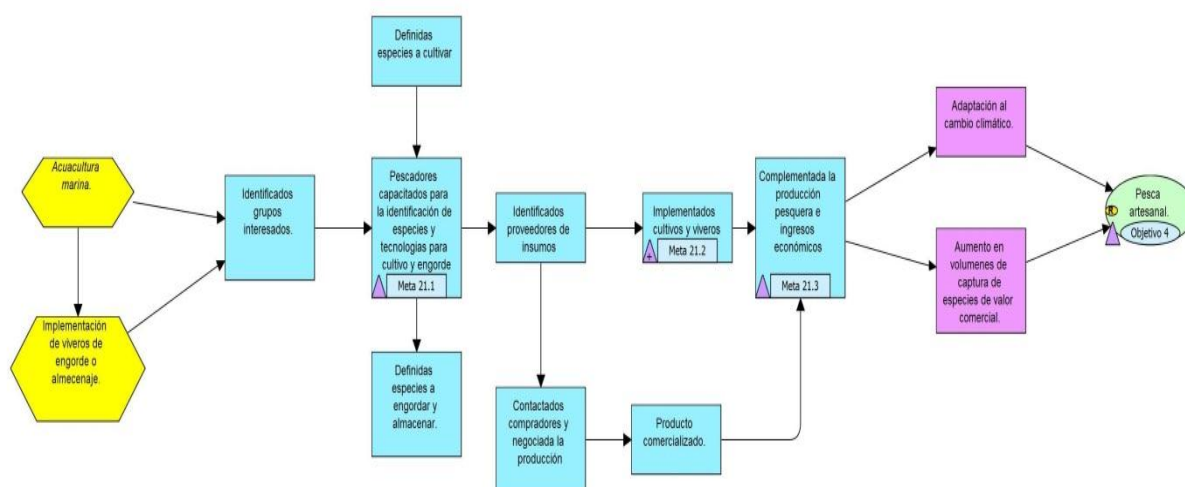 Definidas
especies a cultivar
Acuacultura
marina.
Implementación
de viveros de
engorde o
almecenaje.
Identificados
grupos
interesados.
Pescadores
capacitados para
la identificación de
especies y
tecnologías para
cultivo y engorde
Meta 21.1
Definidas
especies a
engordar y
almacenar.
Identificados
proveedores de
insumos
Contactados
compradores y
negociada la
producción
Producto
comercializado.
Implementados
cultivos y viveros
+
Meta 21.2
Complementada la
producción
pesquera e
ingresos
económicos
Meta 21.3
Adaptación al
cambio climático.
Aumento en
volumenes de
captura de
especies de valor
comercial.
Pesca
artesanal.
R
Objetivo 4